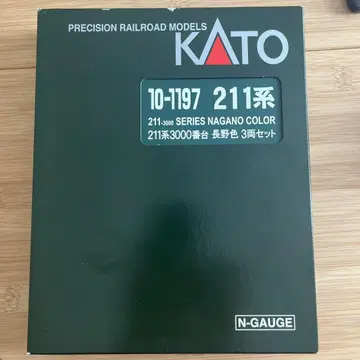 PRECISION RAILROAD MODELS
KATO
10-1197 211系
211-3000 SERIES NAGANO COLOR
211系3000番台 長野色 3両セット
N-GAUGE